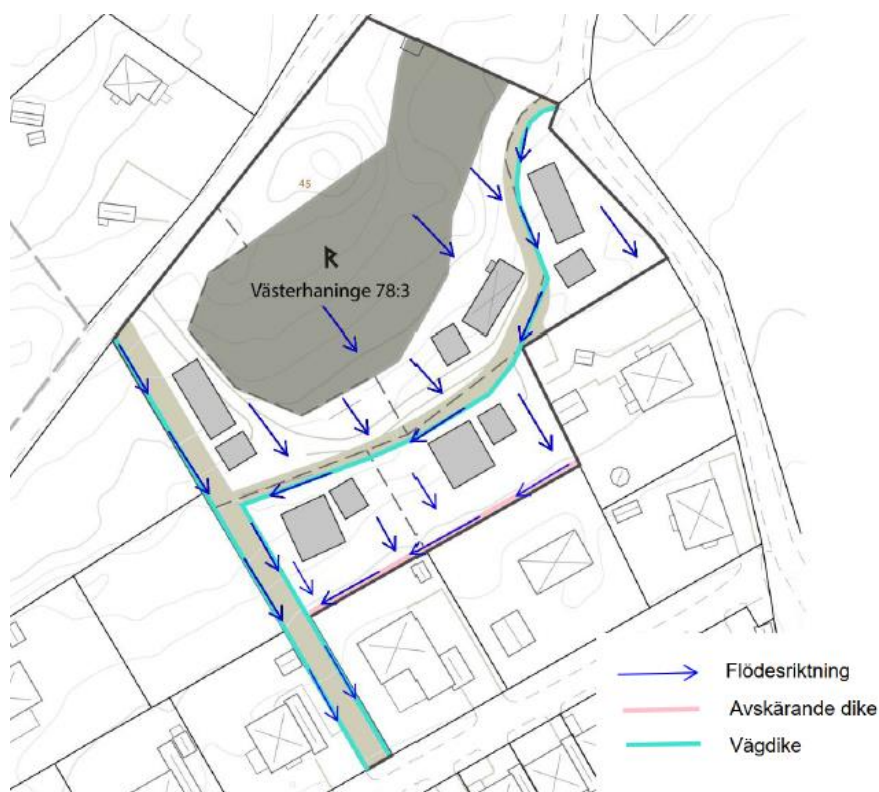 45
R
Västerhaninge 78:3
Flödesriktning
Avskärande dike
Vägdike